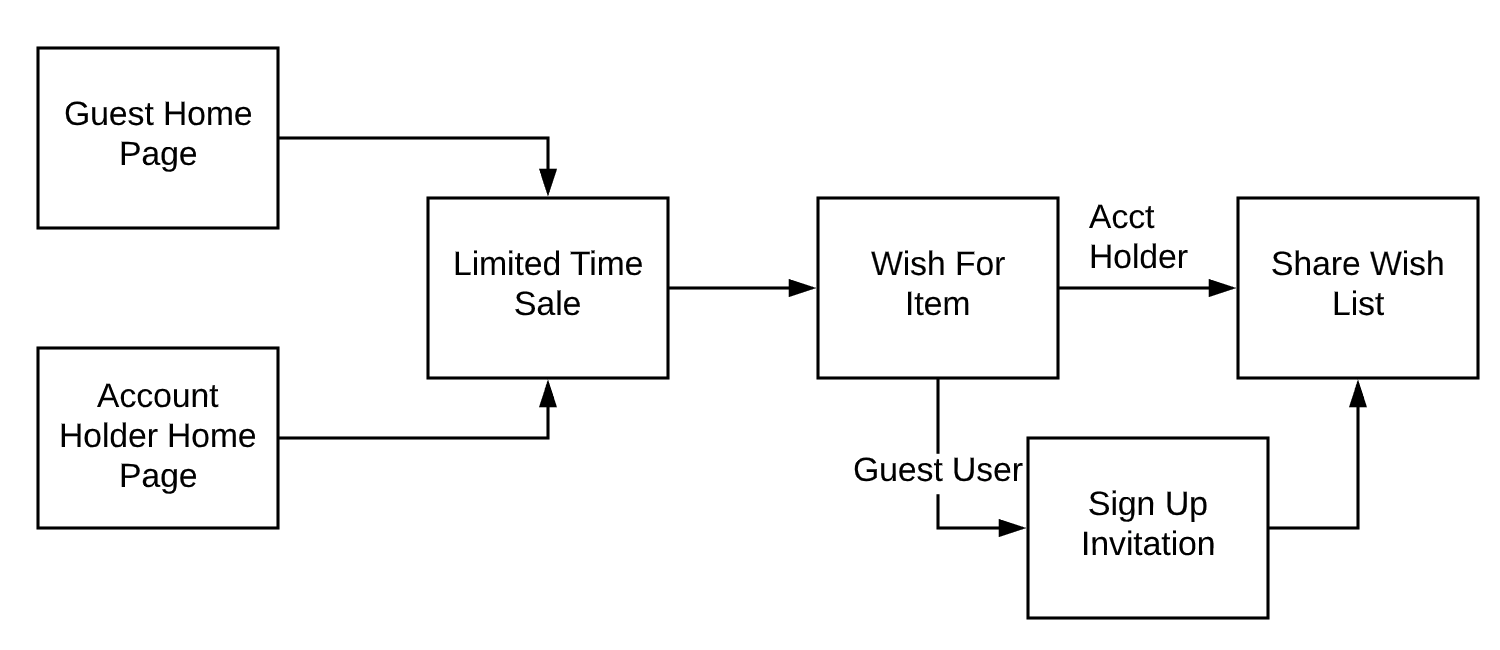 Guest Home
Page
Account
Holder Home
Page
Limited Time
Sale
Wish For
Item
Acct
Holder
Guest User
Sign Up
Invitation
Share Wish
List